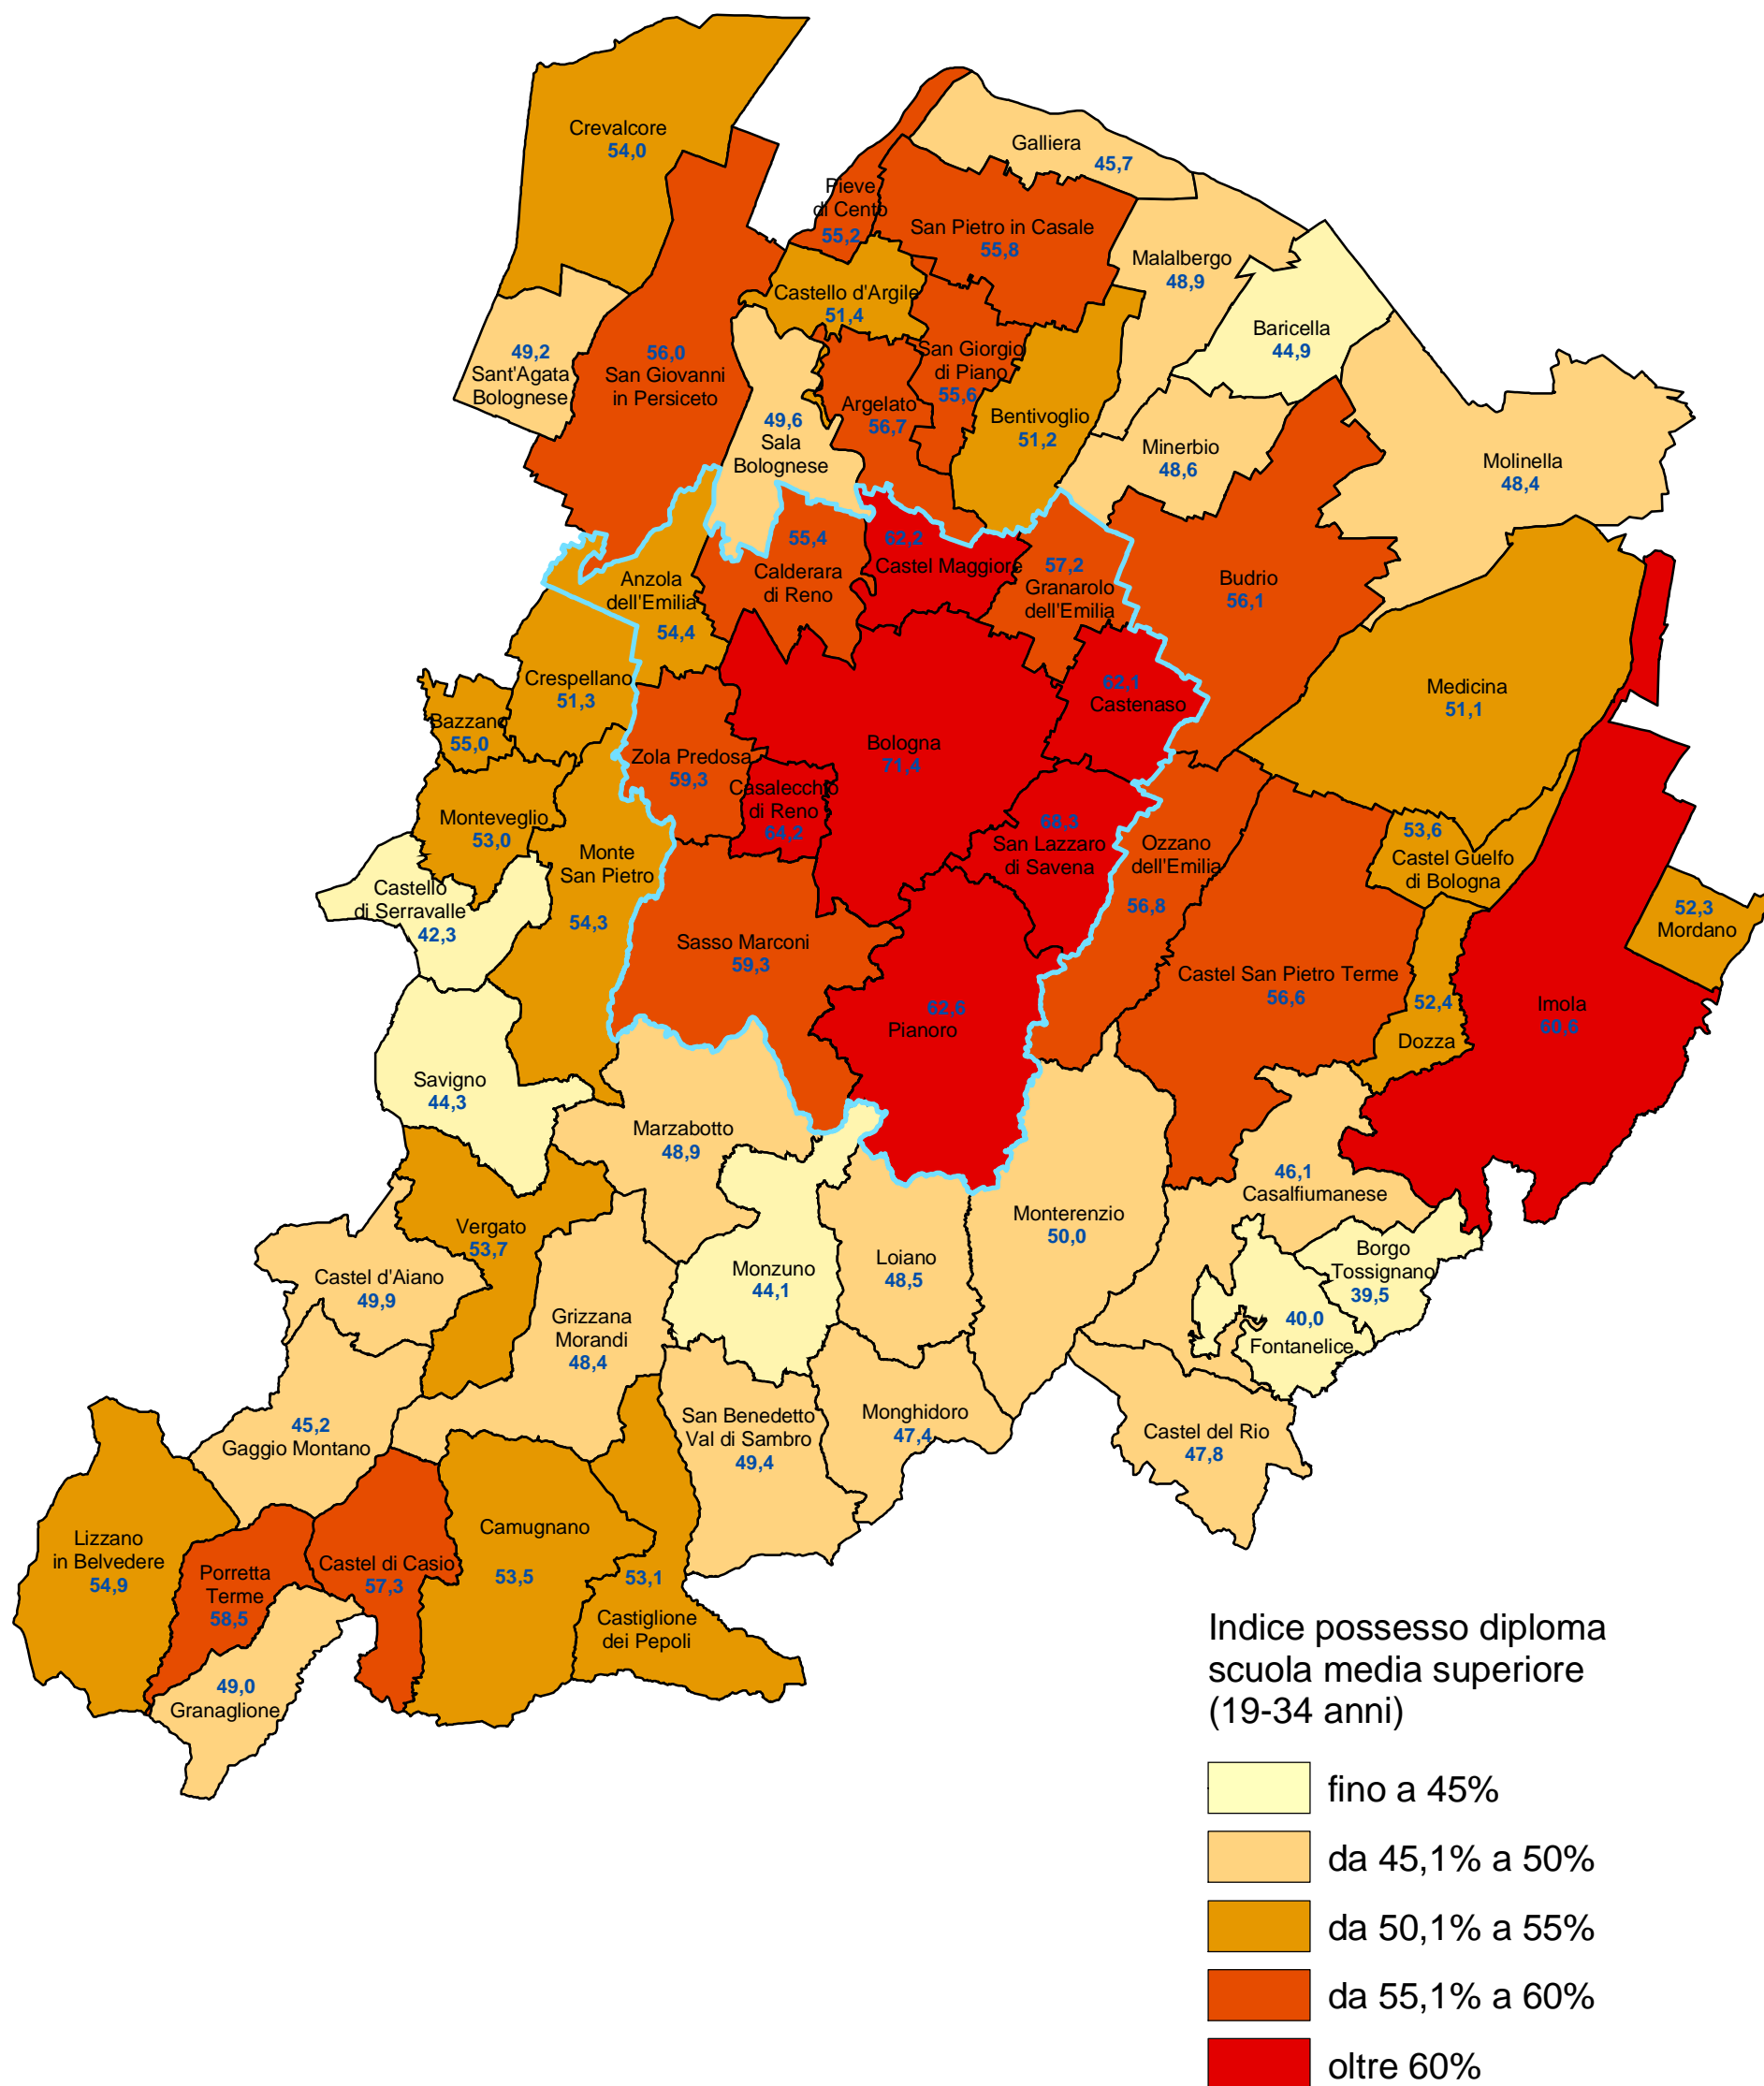 Crevalcore
54,0
Galliera
45,7
Pieve
di Cento
55,2
San Pietro in Casale
55,8
Malalbergo
48,9
Castello d'Argile
51,4
Baricella
44,9
49,2
Sant'Agata
Bolognese
56,0
San Giovanni
in Persiceto
San Giorgio
di Piano
55,6
Argelato
56,7
Bentivoglio
51,2
49,6
Sala
Bolognese
Minerbio
48,6
Molinella
48,4
55,4
Calderara
di Reno
62,2
Castel Maggiore
57,2
Granarolo
dell'Emilia
Budrio
56,1
Anzola
dell'Emilia
54,4
Crespellano
51,3
Bazzano
55,0
62,1
Castenaso
Medicina
51,1
Bologna
71,4
Zola Predosa
59,3
Casalecchio
di Reno
64,2
Monteveglio
53,0
Monte
San Pietro
54,3
68,3
San Lazzaro
di Savena
Ozzano
dell'Emilia
56,8
53,6
Castel Guelfo
di Bologna
Castello
di Serravalle
42,3
52,3
Mordano
Sasso Marconi
59,3
Castel San Pietro Terme
56,6
52,4
Dozza
Imola
60,6
62,6
Pianoro
Savigno
44,3
Marzabotto
48,9
46,1
Casalfiumanese
Vergato
53,7
Monterenzio
50,0
Borgo
Tossignano
39,5
Castel d'Aiano
49,9
Monzuno
44,1
Loiano
48,5
40,0
Fontanelice
Grizzana
Morandi
48,4
45,2
Gaggio Montano
San Benedetto
Val di Sambro
49,4
Monghidoro
47,4
Castel del Rio
47,8
Lizzano
in Belvedere
54,9
Porretta
Terme
58,5
Castel di Casio
57,3
Camugnano
53,5
53,1
Castiglione
dei Pepoli
49,0
Granaglione
Indice possesso diploma
scuola media superiore
(19-34 anni)
fino a 45%
da 45,1% a 50%
da 50,1% a 55%
da 55,1% a 60%
oltre 60%